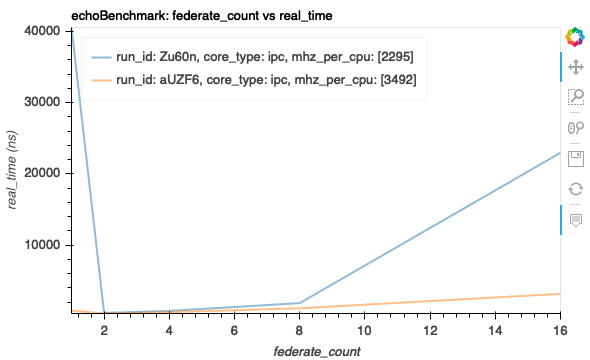 echoBenchmark: federate_count vs real_time
run_id: Zu60n, core_type: ipc, mhz_per_cpu: [2295]
run_id: aUZF6, core_type: ipc, mhz_per_cpu: [3492]
real_time (ns)
40000
30000
20000
10000
2 4 6 8 10 12 14 16
federate_count